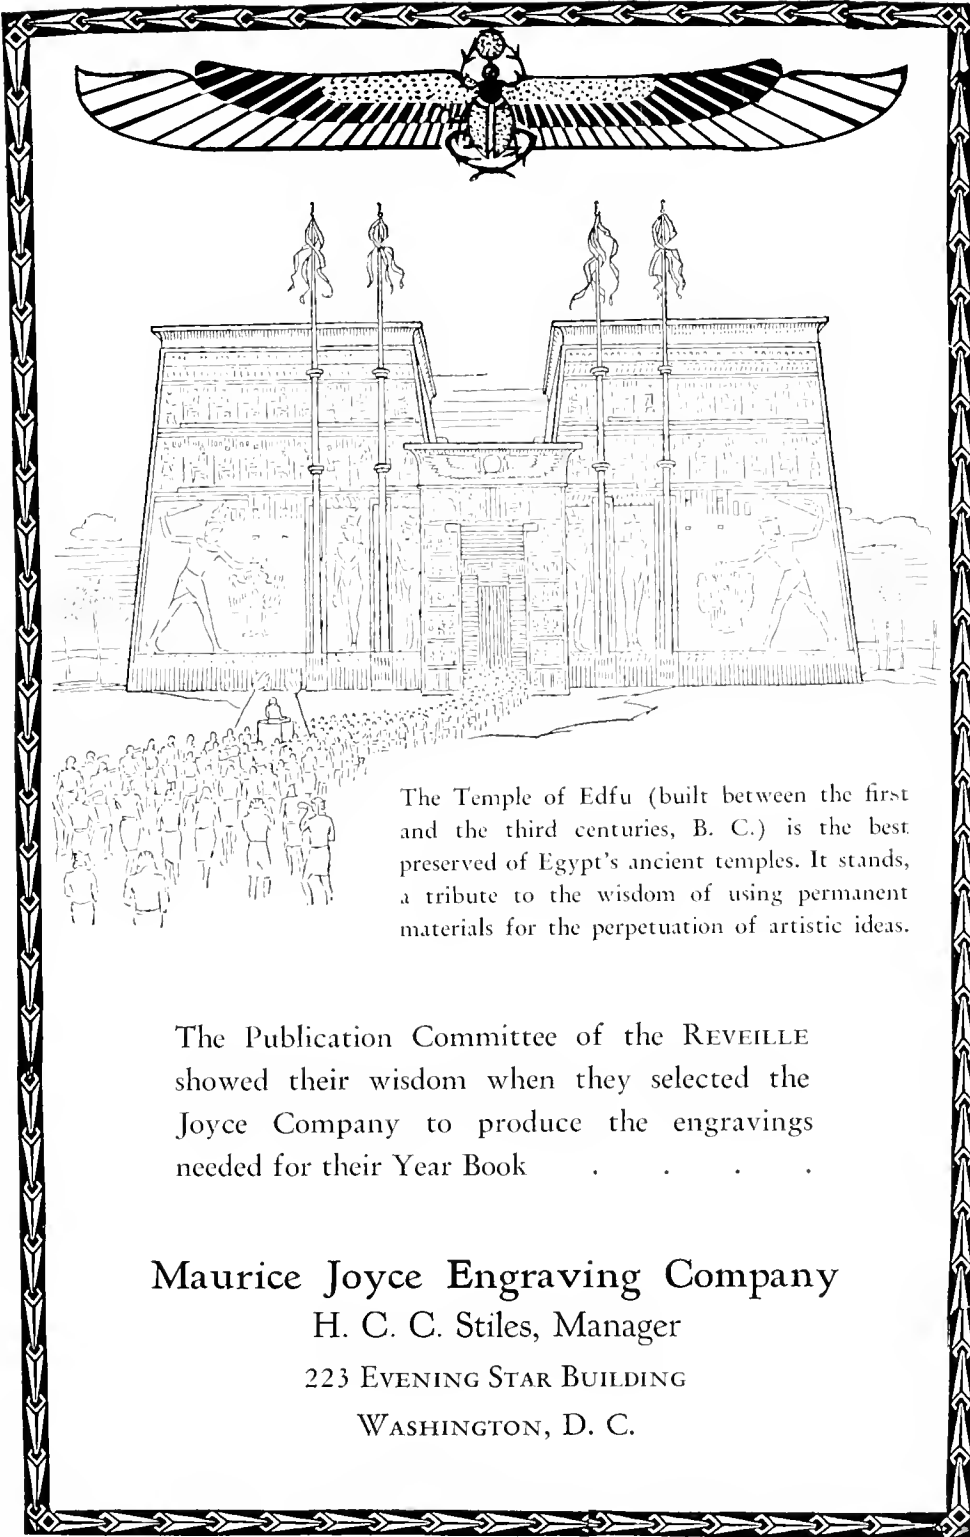 The Temple of Edfu (built between the first
and the third centuries, B. C.) is the best
preserved of Egypt's ancient temples. It stands,
a tribute to the wisdom of using permanent
materials for the perpetuation of artistic ideas.
The Publication Committee of the REVEILLE
showed their wisdom when they selected the
Joyce Company to produce the engravings
needed for their Year Book . . . .
Maurice Joyce Engraving Company
H. C. C. Stiles, Manager
223 EVENING STAR BUILDING
WASHINGTON, D. C.